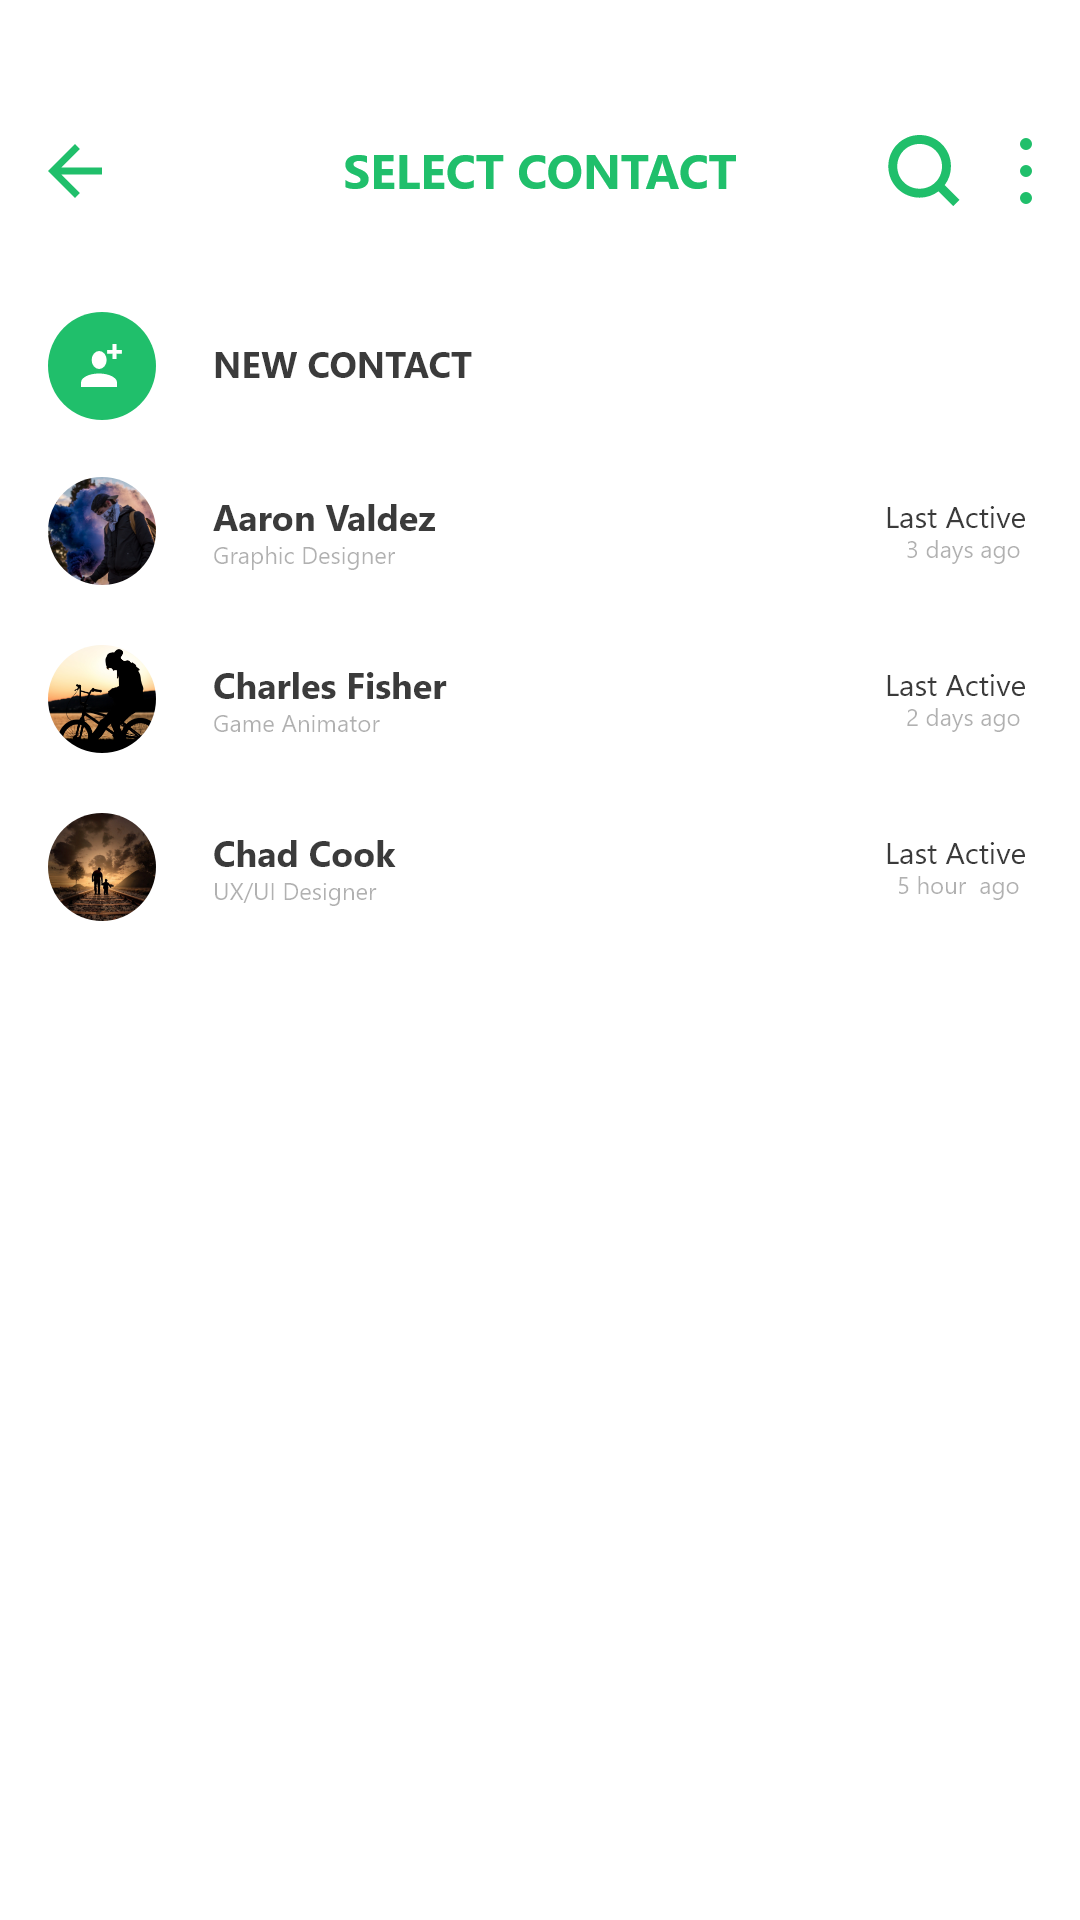 SELECT CONTACT
NEW CONTACT
Aaron Valdez
Graphic Designer
Last Active
3 days ago
Charles Fisher
Game Animator
Last Active
2 days ago
Chad Cook
UX/UI Designer
Last Active
5 hour  ago